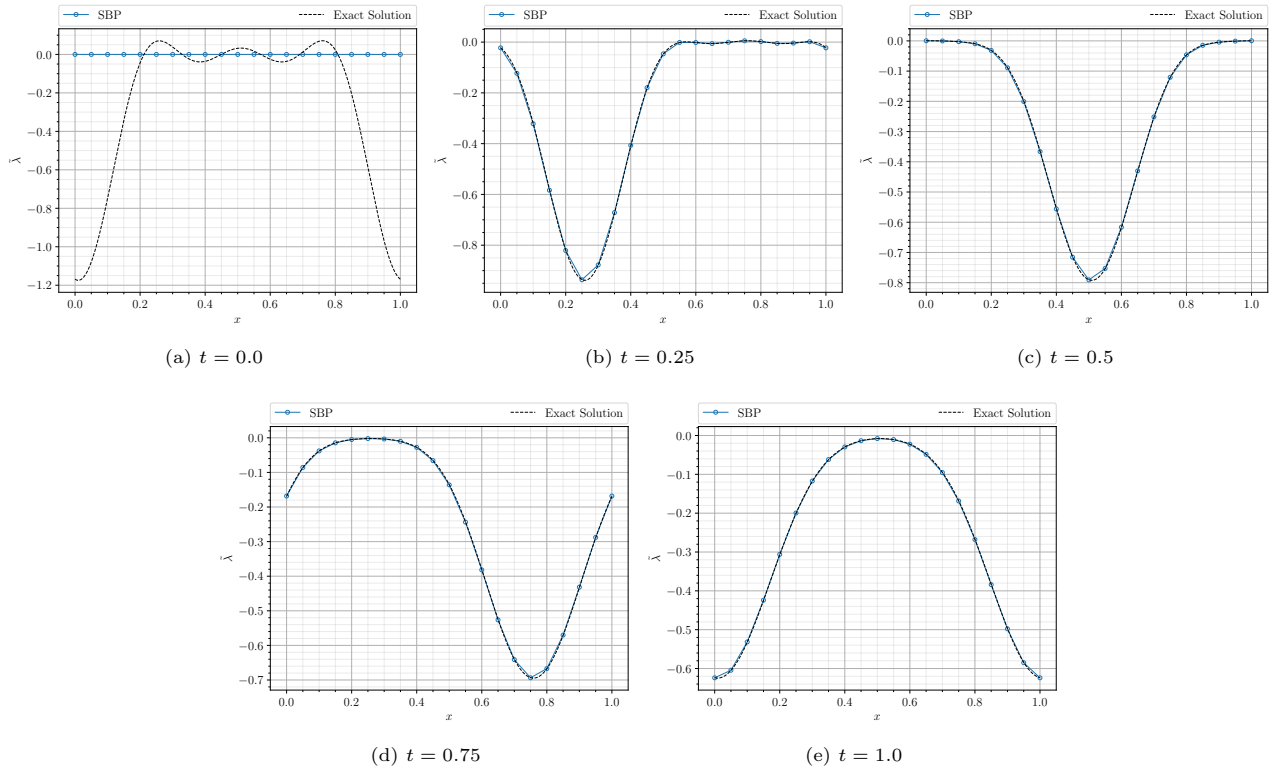 SBP Exact Solution
SBP Exact Solution
SBP Exact Solution
0.0
−0.2
−0.4
−0.6
−0.8
−1.0
−1.2
λ̃
0.0 0.2 0.4 0.6 0.8 1.0
x
0.0
−0.2
−0.4
−0.6
−0.8
λ̃
0.0 0.2 0.4 0.6 0.8 1.0
x
0.0
−0.1
−0.2
−0.3
−0.4
−0.5
−0.6
−0.7
−0.8
λ̃
0.0 0.2 0.4 0.6 0.8 1.0
x
(a) t = 0.0
(b) t = 0.25
(c) t = 0.5
SBP Exact Solution
SBP Exact Solution
0.0
−0.1
−0.2
−0.3
−0.4
−0.5
−0.6
−0.7
λ̃
0.0 0.2 0.4 0.6 0.8 1.0
x
0.0
−0.1
−0.2
−0.3
−0.4
−0.5
−0.6
λ̃
0.0 0.2 0.4 0.6 0.8 1.0
x
(d) t = 0.75
(e) t = 1.0